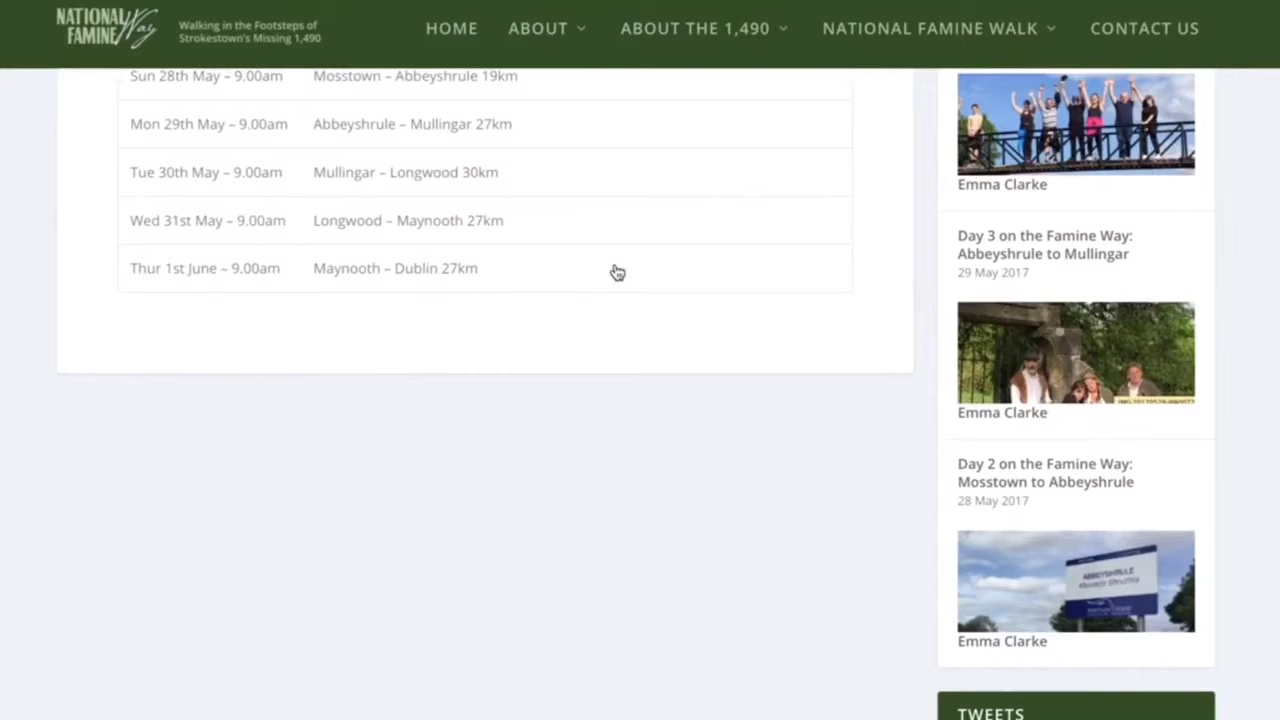 NATIONAL
FAMINE Way
Walking in the Footsteps of
Strokestown's Missing 1,490
HOME
ABOUT
ABOUT THE 1,490
NATIONAL FAMINE WALK
CONTACT US
Sun 28th May – 9.00am Mosstown – Abbeyshrule 19km
Mon 29th May – 9.00am Abbeyshrule – Mullingar 27km
Tue 30th May – 9.00am Mullingar – Longwood 30km
Wed 31st May – 9.00am Longwood – Maynooth 27km
Thur 1st June – 9.00am Maynooth – Dublin 27km
Emma Clarke
Day 3 on the Famine Way:
Abbeyshrule to Mullingar
29 May 2017
Emma Clarke
Day 2 on the Famine Way:
Mosstown to Abbeyshrule
28 May 2017
ABBEYSHRULE
Emma Clarke
TWEETS